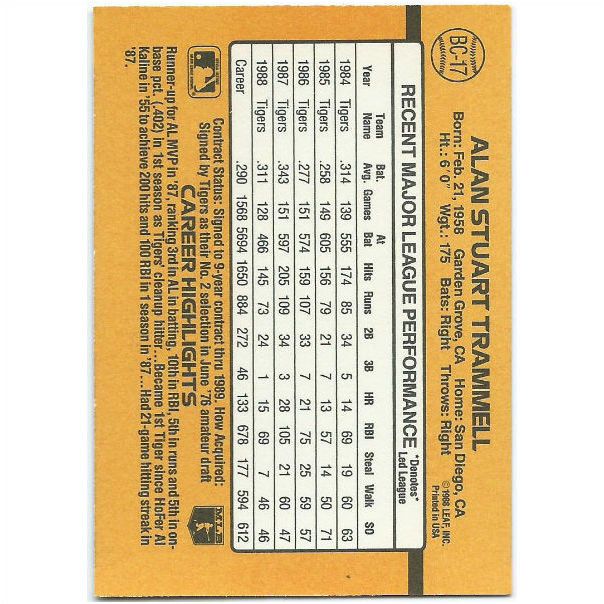 BC-17
ALAN STUART TRAMMELL
Born: Feb. 21, 1958 Garden Grove, CA Home: San Diego, CA
Ht.: 6'0" Wgt.: 175 Bats: Right Throws: Right
©1988 LEAF, INC.
Printed in USA
RECENT MAJOR LEAGUE PERFORMANCE *Denotes* Led League
Year Team Name Bat. Avg. Games At Bat Hits Runs 2B 3B HR RBI Steal Walk SO
1984 Tigers .314 139 555 174 85 34 5 14 69 19 60 63
1985 Tigers .258 149 605 156 79 21 7 13 57 14 50 71
1986 Tigers .277 151 574 159 107 33 7 21 75 25 59 57
1987 Tigers .343 151 597 205 109 34 3 28 105 21 60 47
1988 Tigers .311 128 466 145 73 24 1 15 69 7 46 46
Career .290 1568 5694 1650 884 272 46 133 678 177 594 612
Contract Status: Signed to 9-year contract thru 1989. How Acquired:
Signed by Tigers as their No. 2 selection in June '76 amateur draft
MLB
CAREER HIGHLIGHTS
Runner-up for AL MVP in '87, ranking 3rd in AL in batting, 10th in RBI, 5th in runs and 5th in on-
base pct. (.402) in 1st season as Tigers' cleanup hitter...Became 1st Tiger since HoFer Al
Kaline in '55 to achieve 200 hits and 100 RBI in 1 season in '87...Had 21-game hitting streak in
'87.